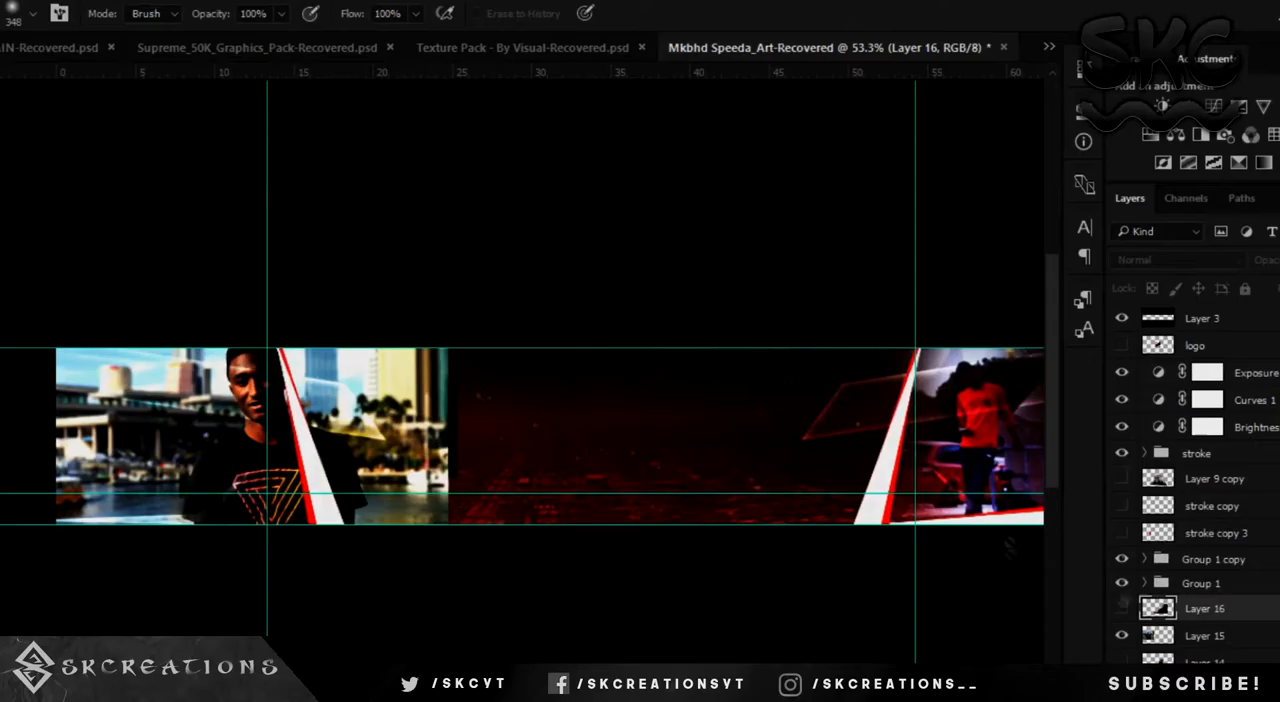 348 Mode: Brush Opacity: 100% Flow: 100% Erase to History
IN-Recovered.psd × Supreme_50K_Graphics_Pack-Recovered.psd × Texture Pack - By Visual-Recovered.psd × Mkbhd Speeda_Art-Recovered @ 53.3% (Layer 16, RGB/8) * ×
SKC
Adjustments
0 5 10 15 20 25 30 35 40 45 50 55 60
Add an adjustment
Layers Channels Paths
Kind
Normal Opac
Lock:
Layer 3
logo
Exposure
Curves 1
Brightnes
stroke
Layer 9 copy
stroke copy
stroke copy 3
Group 1 copy
Group 1
Layer 16
Layer 15
Layer 14
SKCREATIONS
/SKCYT /SKCREATIONSYT /SKCREATIONS__ SUBSCRIBE!